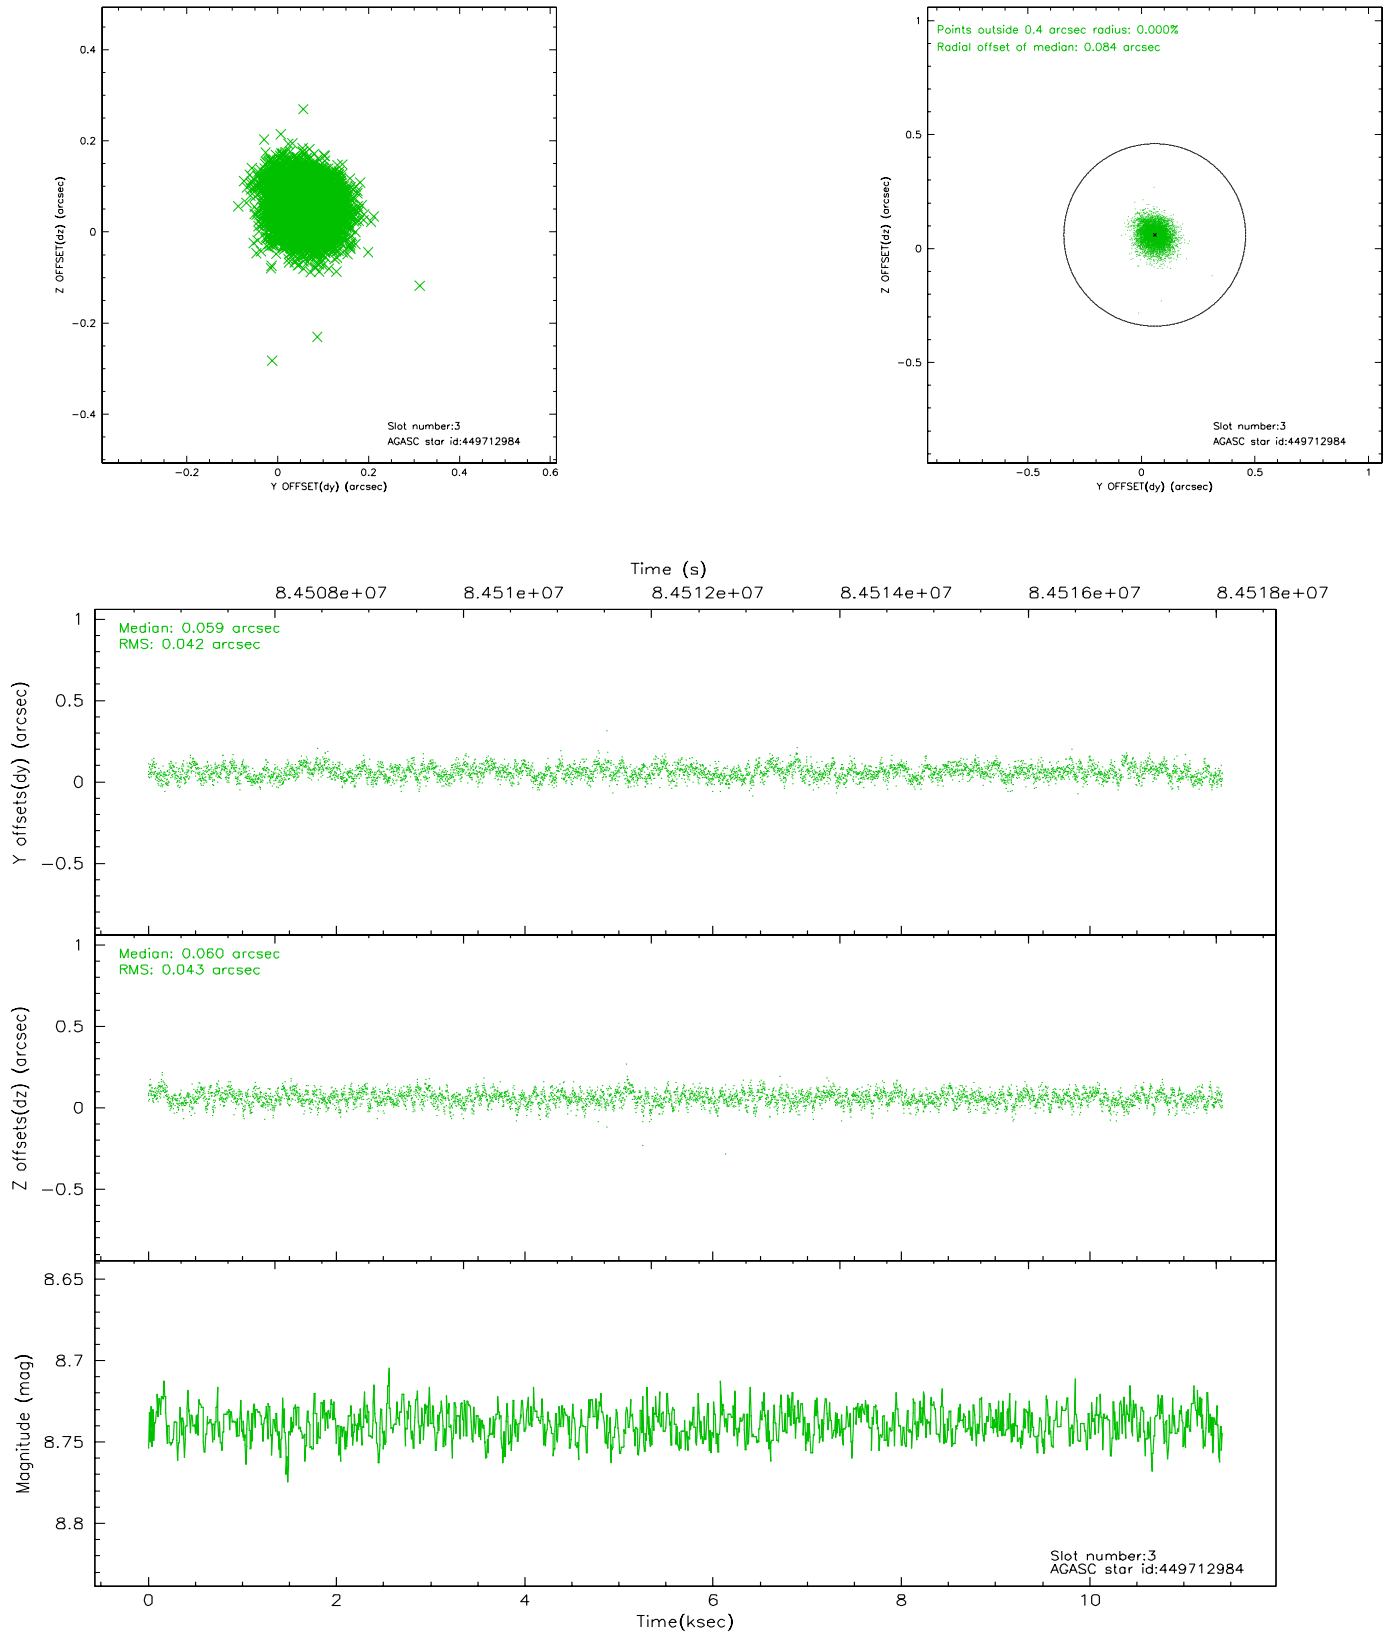 0.4
0.2
0
−0.2
−0.4
Z OFFSET(dz) (arcsec)
Slot number:3
AGASC star id:449712984
−0.2 0 0.2 0.4 0.6
Y OFFSET(dy) (arcsec)
Points outside 0.4 arcsec radius: 0.000%
Radial offset of median: 0.084 arcsec
1
0.5
0
−0.5
Z OFFSET(dz) (arcsec)
Slot number:3
AGASC star id:449712984
−0.5 0 0.5 1
Y OFFSET(dy) (arcsec)
Time (s)
8.4508e+07 8.451e+07 8.4512e+07 8.4514e+07 8.4516e+07 8.4518e+07
Median: 0.059 arcsec
RMS: 0.042 arcsec
1
0.5
0
−0.5
Y offsets(dy) (arcsec)
Median: 0.060 arcsec
RMS: 0.043 arcsec
1
0.5
0
−0.5
Z offsets(dz) (arcsec)
8.65
8.7
8.75
8.8
Magnitude (mag)
Slot number:3
AGASC star id:449712984
0 2 4 6 8 10
Time(ksec)